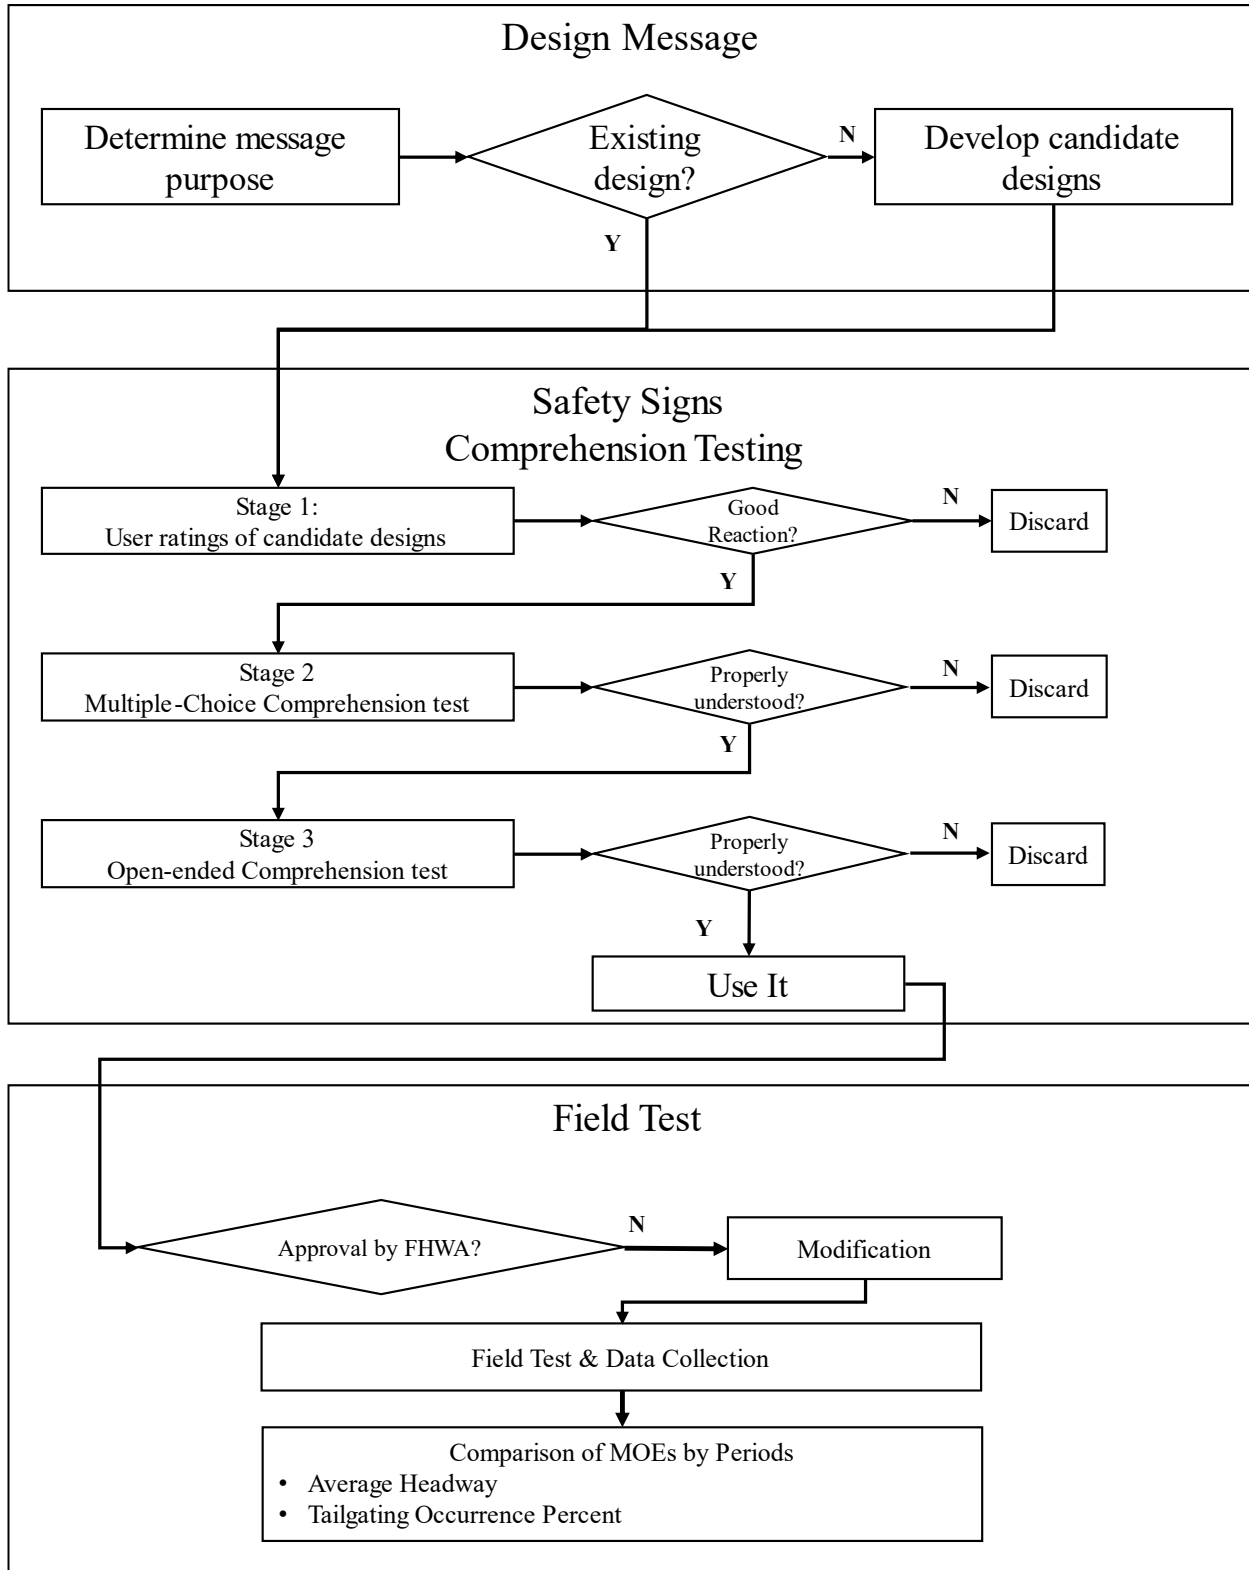 Design Message
Determine message
purpose
Existing
design?
N
Develop candidate
designs
Y
Safety Signs
Comprehension Testing
Stage 1:
User ratings of candidate designs
Good
Reaction?
N
Discard
Y
Stage 2
Multiple-Choice Comprehension test
Properly
understood?
N
Discard
Y
Stage 3
Open-ended Comprehension test
Properly
understood?
N
Discard
Y
Use It
Field Test
Approval by FHWA?
N
Modification
Field Test & Data Collection
Comparison of MOEs by Periods
• Average Headway
• Tailgating Occurrence Percent